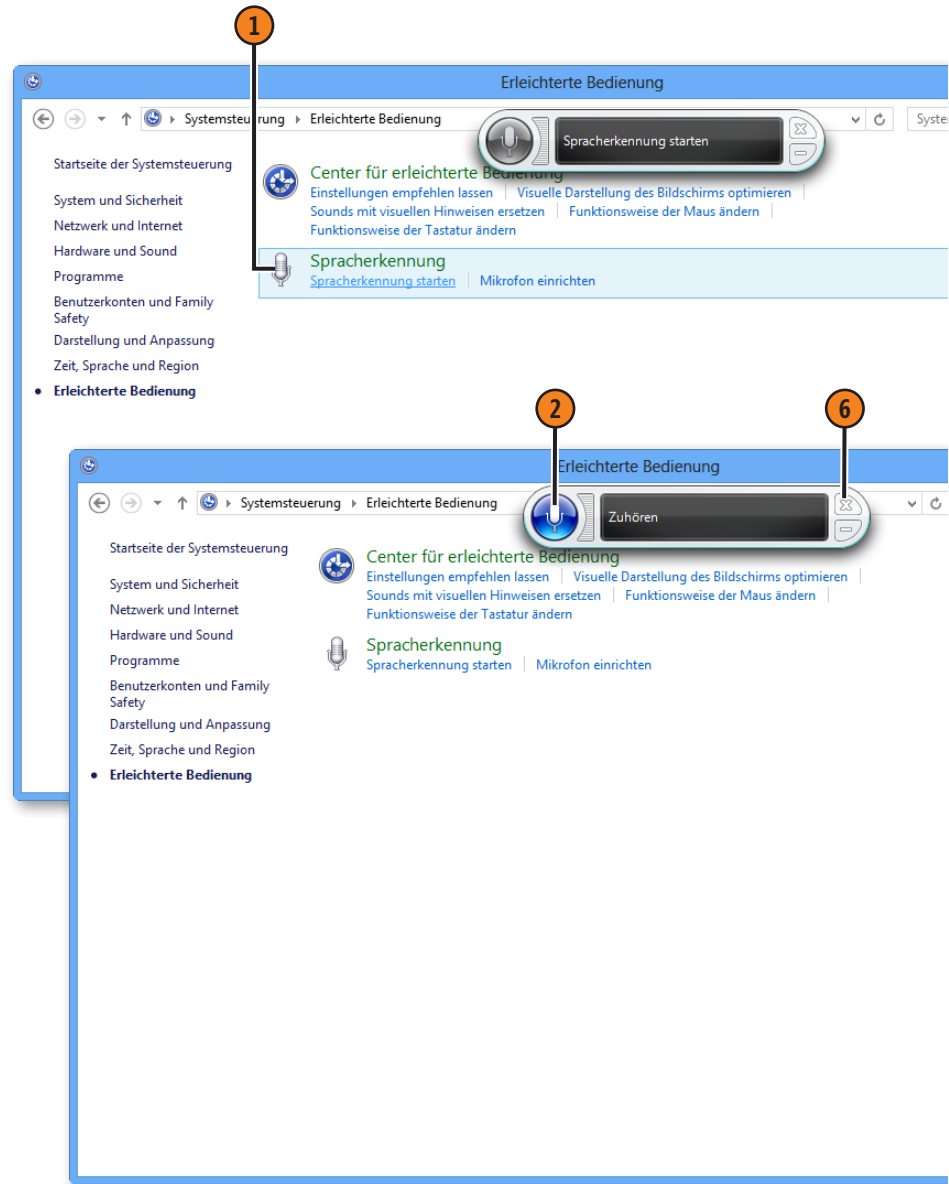 1
Erleichterte Bedienung
Systemsteuerung Erleichterte Bedienung
Spracherkennung starten
Startseite der Systemsteuerung
System und Sicherheit
Netzwerk und Internet
Hardware und Sound
Programme
Benutzerkonten und Family
Safety
Darstellung und Anpassung
Zeit, Sprache und Region
Erleichterte Bedienung
Center für erleichterte Bedienung
Einstellungen empfehlen lassen Visuelle Darstellung des Bildschirms optimieren
Sounds mit visuellen Hinweisen ersetzen Funktionsweise der Maus ändern
Funktionsweise der Tastatur ändern
Spracherkennung
Spracherkennung starten Mikrofon einrichten
2 6
Erleichterte Bedienung
Systemsteuerung Erleichterte Bedienung
Zuhören
Startseite der Systemsteuerung
System und Sicherheit
Netzwerk und Internet
Hardware und Sound
Programme
Benutzerkonten und Family
Safety
Darstellung und Anpassung
Zeit, Sprache und Region
Erleichterte Bedienung
Center für erleichterte Bedienung
Einstellungen empfehlen lassen Visuelle Darstellung des Bildschirms optimieren
Sounds mit visuellen Hinweisen ersetzen Funktionsweise der Maus ändern
Funktionsweise der Tastatur ändern
Spracherkennung
Spracherkennung starten Mikrofon einrichten